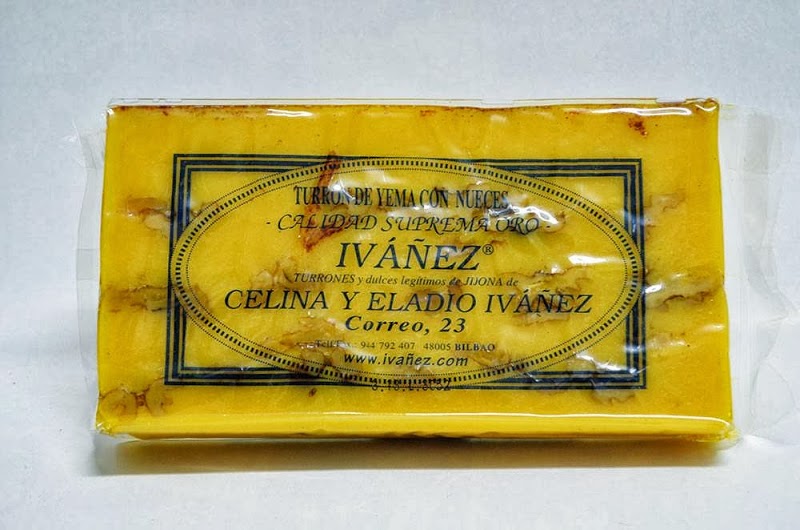 TURRON DE YEMA CON NUECES
- CALIDAD SUPREMA ORO -
IVÁÑEZ®
TURRONES y dulces legítimos de JIJONA de
CELINA Y ELADIO IVÁÑEZ
Correo, 23
944 792 407 - 48005 BILBAO
www.ivañez.com